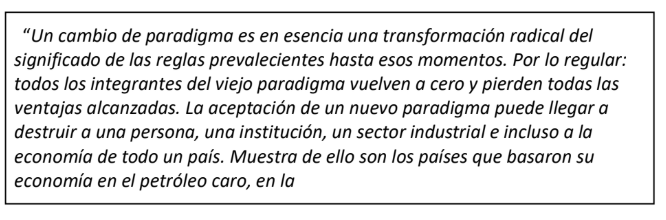 “Un cambio de paradigma es en esencia una transformación radical del
significado de las reglas prevalecientes hasta esos momentos. Por lo regular:
todos los integrantes del viejo paradigma vuelven a cero y pierden todas las
ventajas alcanzadas. La aceptación de un nuevo paradigma puede llegar a
destruir a una persona, una institución, un sector industrial e incluso a la
economía de todo un país. Muestra de ello son los países que basaron su
economía en el petróleo caro, en la